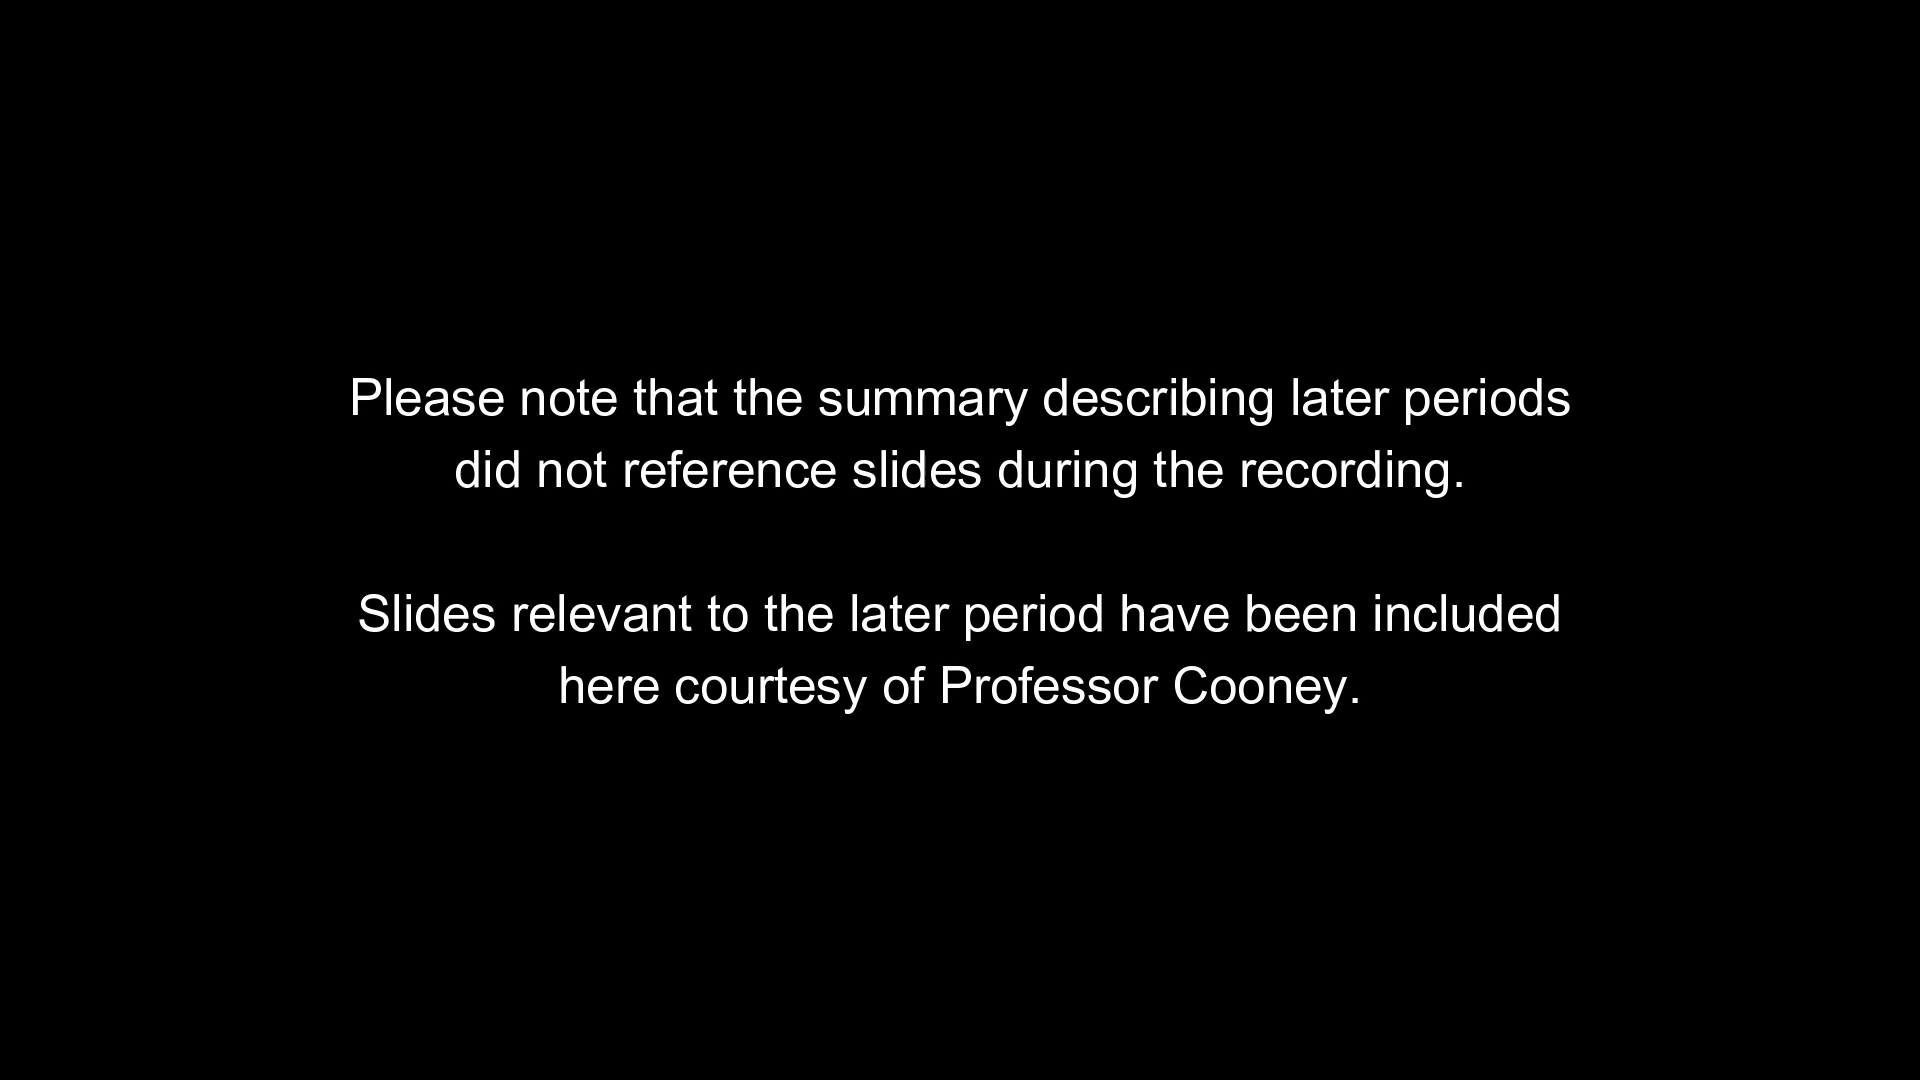 Please note that the summary describing later periods
did not reference slides during the recording.
Slides relevant to the later period have been included
here courtesy of Professor Cooney.